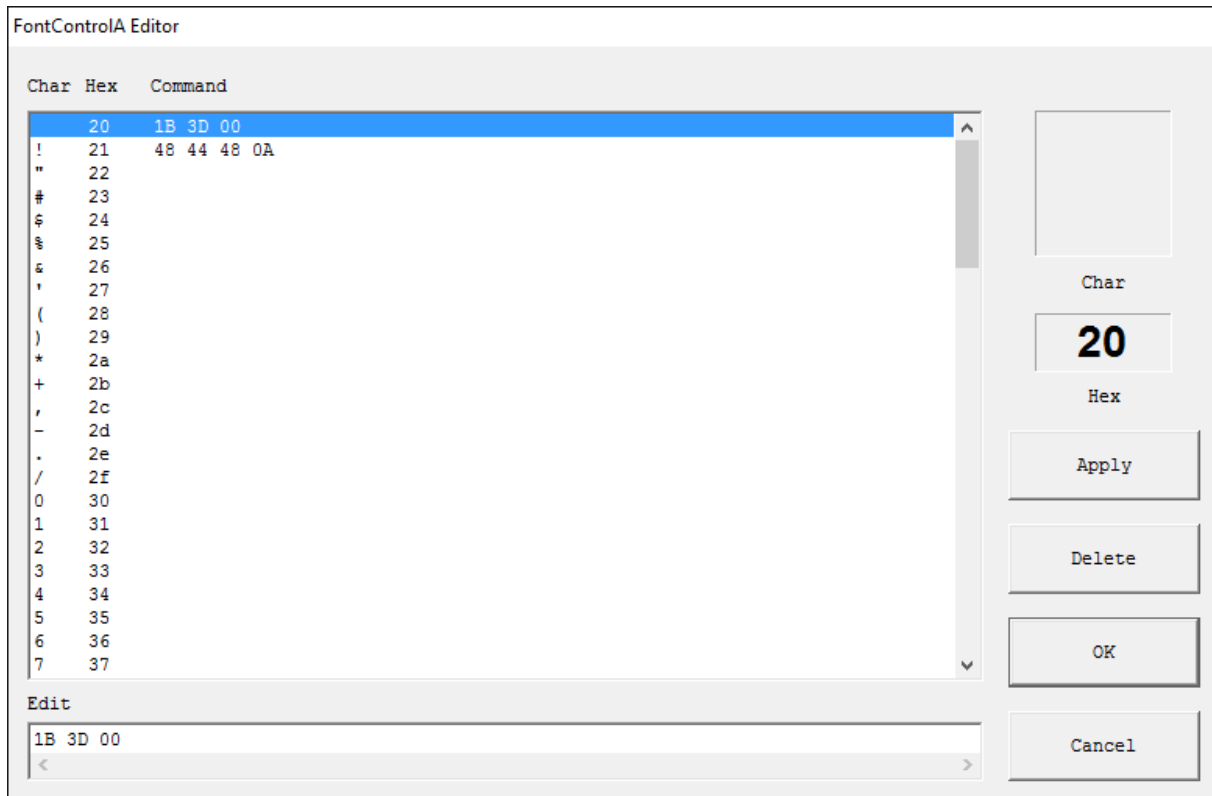 FontControlA Editor
Char Hex Command
20 1B 3D 00
! 21 48 44 48 0A
" 22
# 23
$ 24
% 25
& 26
' 27
( 28
) 29
* 2a
+ 2b
, 2c
- 2d
. 2e
/ 2f
0 30
1 31
2 32
3 33
4 34
5 35
6 36
7 37
Char
20
Hex
Apply
Delete
OK
Cancel
Edit
1B 3D 00